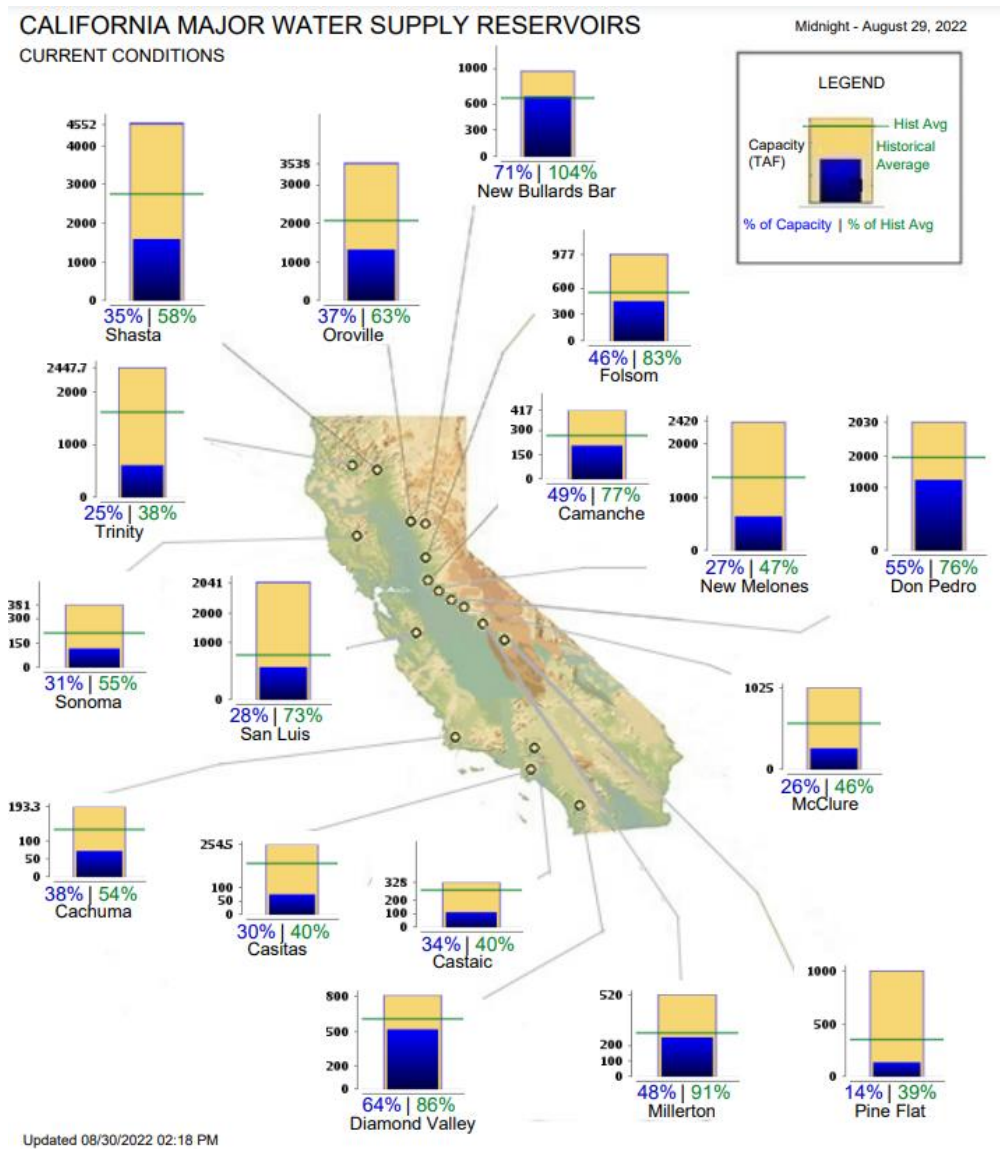 CALIFORNIA MAJOR WATER SUPPLY RESERVOIRS
Midnight - August 29, 2022
CURRENT CONDITIONS
LEGEND
Hist Avg
Capacity
(TAF)
Historical
Average
% of Capacity | % of Hist Avg
1000
600
300
0
71% | 104%
New Bullards Bar
4552
4000
3000
2000
1000
0
35% | 58%
Shasta
3538
3000
2000
1000
0
37% | 63%
Oroville
977
600
300
0
46% | 83%
Folsom
2447.7
2000
1000
0
25% | 38%
Trinity
417
300
150
0
49% | 77%
Camanche
2420
2000
1000
0
27% | 47%
New Melones
2030
2000
1000
0
55% | 76%
Don Pedro
381
300
150
0
31% | 55%
Sonoma
2041
2000
1000
0
28% | 73%
San Luis
1025
0
26% | 46%
McClure
193.3
100
50
0
38% | 54%
Cachuma
254.5
100
50
0
30% | 40%
Casitas
325
200
100
0
34% | 40%
Castaic
800
500
200
0
64% | 86%
Diamond Valley
520
200
100
0
48% | 91%
Millerton
1000
500
0
14% | 39%
Pine Flat
Updated 08/30/2022 02:18 PM